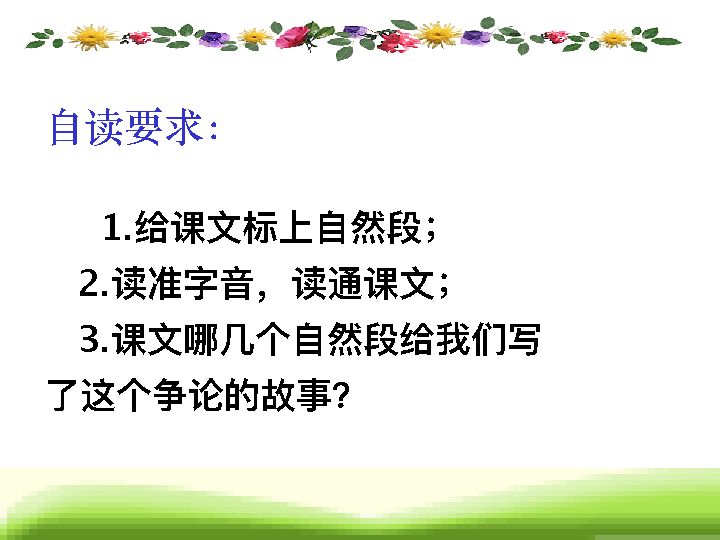 自读要求：
1.给课文标上自然段；
2.读准字音，读通课文；
3.课文哪几个自然段给我们写
了这个争论的故事？